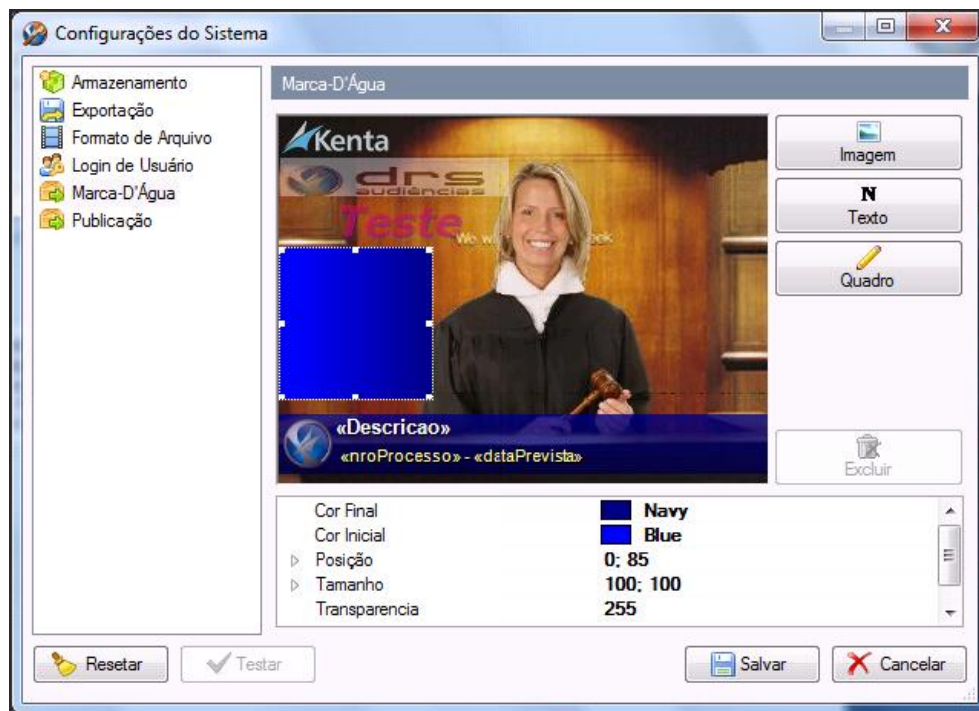 Configurações do Sistema
Armazenamento
Exportação
Formato de Arquivo
Login de Usuário
Marca-D'Água
Publicação
Marca-D'Água
Kenta
drs
audiências
Teste
We w
«Descricao»
«nroProcesso» - «dataPrevista»
Imagem
N
Texto
Quadro
Excluir
Cor Final Navy
Cor Inicial Blue
Posição 0; 85
Tamanho 100; 100
Transparencia 255
Resetar
Testar
Salvar
Cancelar